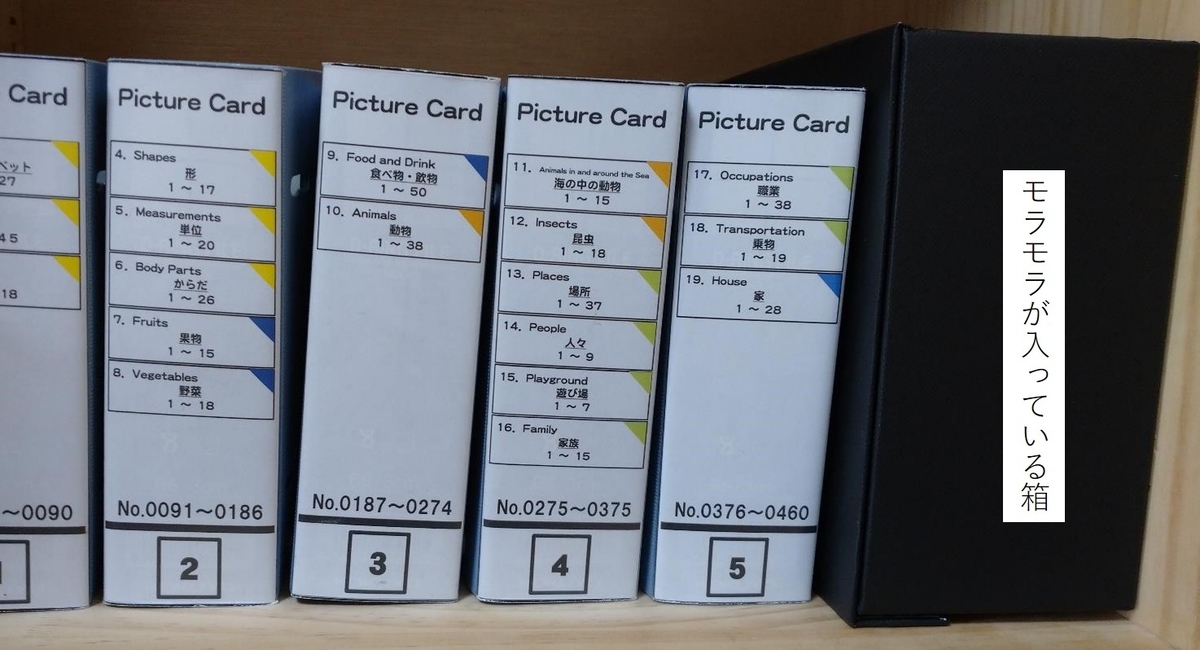 Card
ベット
27
45
18
～0090
Picture Card
4. Shapes
形
1 ～ 17
5. Measurements
単位
1 ～ 20
6. Body Parts
からだ
1 ～ 26
7. Fruits
果物
1 ～ 15
8. Vegetables
野菜
1 ～ 18
No.0091～0186
2
Picture Card
9. Food and Drink
食べ物・飲物
1 ～ 50
10. Animals
動物
1 ～ 38
No.0187～0274
3
Picture Card
11. Animals in and around the Sea
海の中の動物
1 ～ 15
12. Insects
昆虫
1 ～ 18
13. Places
場所
1 ～ 37
14. People
人々
1 ～ 9
15. Playground
遊び場
1 ～ 7
16. Family
家族
1 ～ 15
No.0275～0375
4
Picture Card
17. Occupations
職業
1 ～ 38
18. Transportation
乗物
1 ～ 19
19. House
家
1 ～ 28
No.0376～0460
5
モラモラが入っている箱